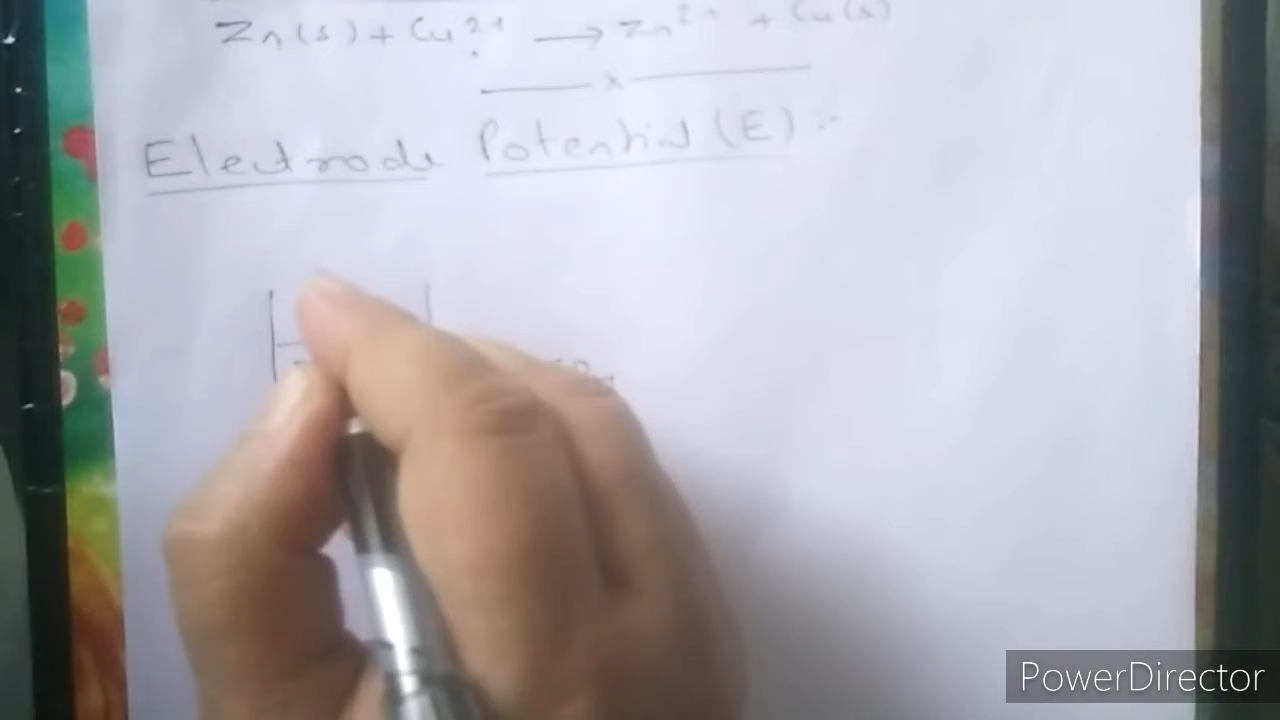 Zn(s) + Cu²⁺ → Zn²⁺ + Cu(s)
Electrode Potential (E) :-
PowerDirector